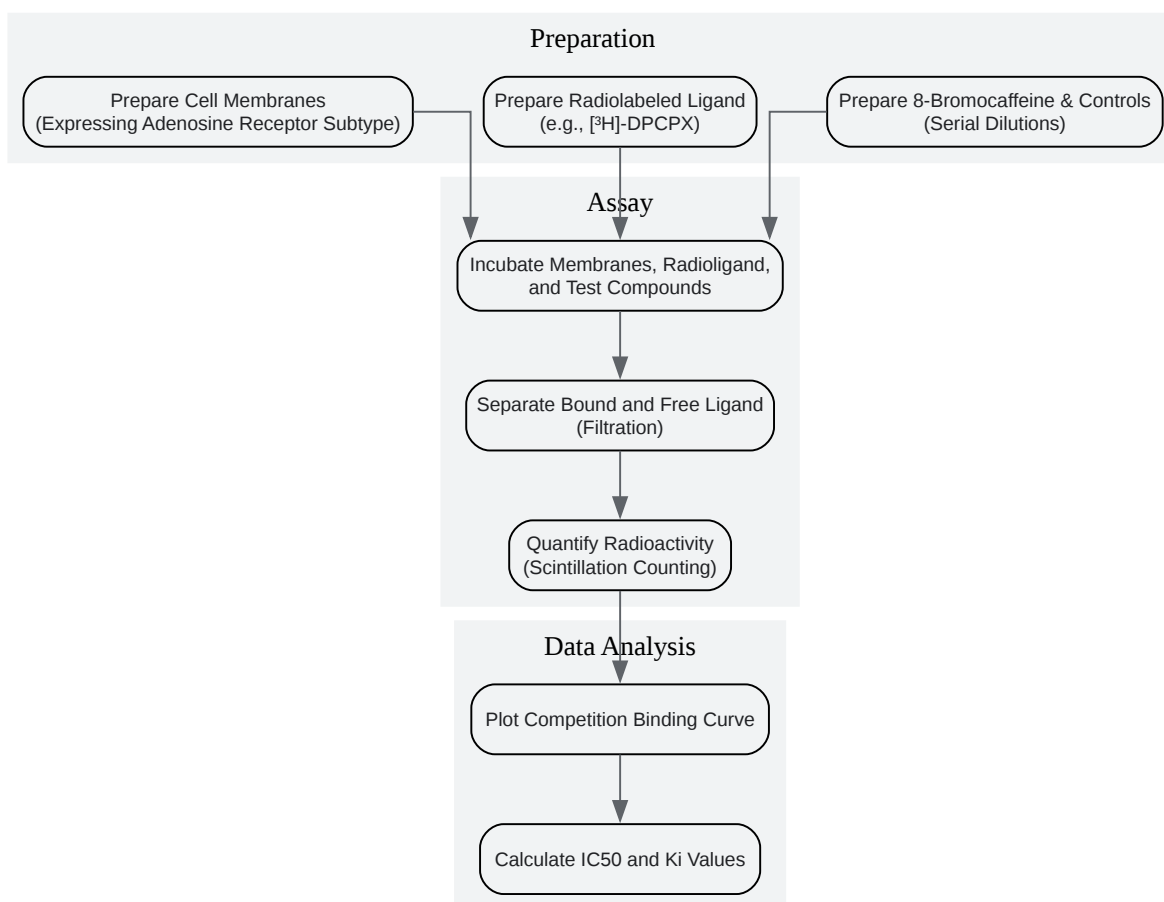 Preparation
Prepare Cell Membranes
(Expressing Adenosine Receptor Subtype)
Prepare Radiolabeled Ligand
(e.g., [³H]-DPCPX)
Prepare 8-Bromocaffeine & Controls
(Serial Dilutions)
Assay
Incubate Membranes, Radioligand,
and Test Compounds
Separate Bound and Free Ligand
(Filtration)
Quantify Radioactivity
(Scintillation Counting)
Data Analysis
Plot Competition Binding Curve
Calculate IC50 and Ki Values